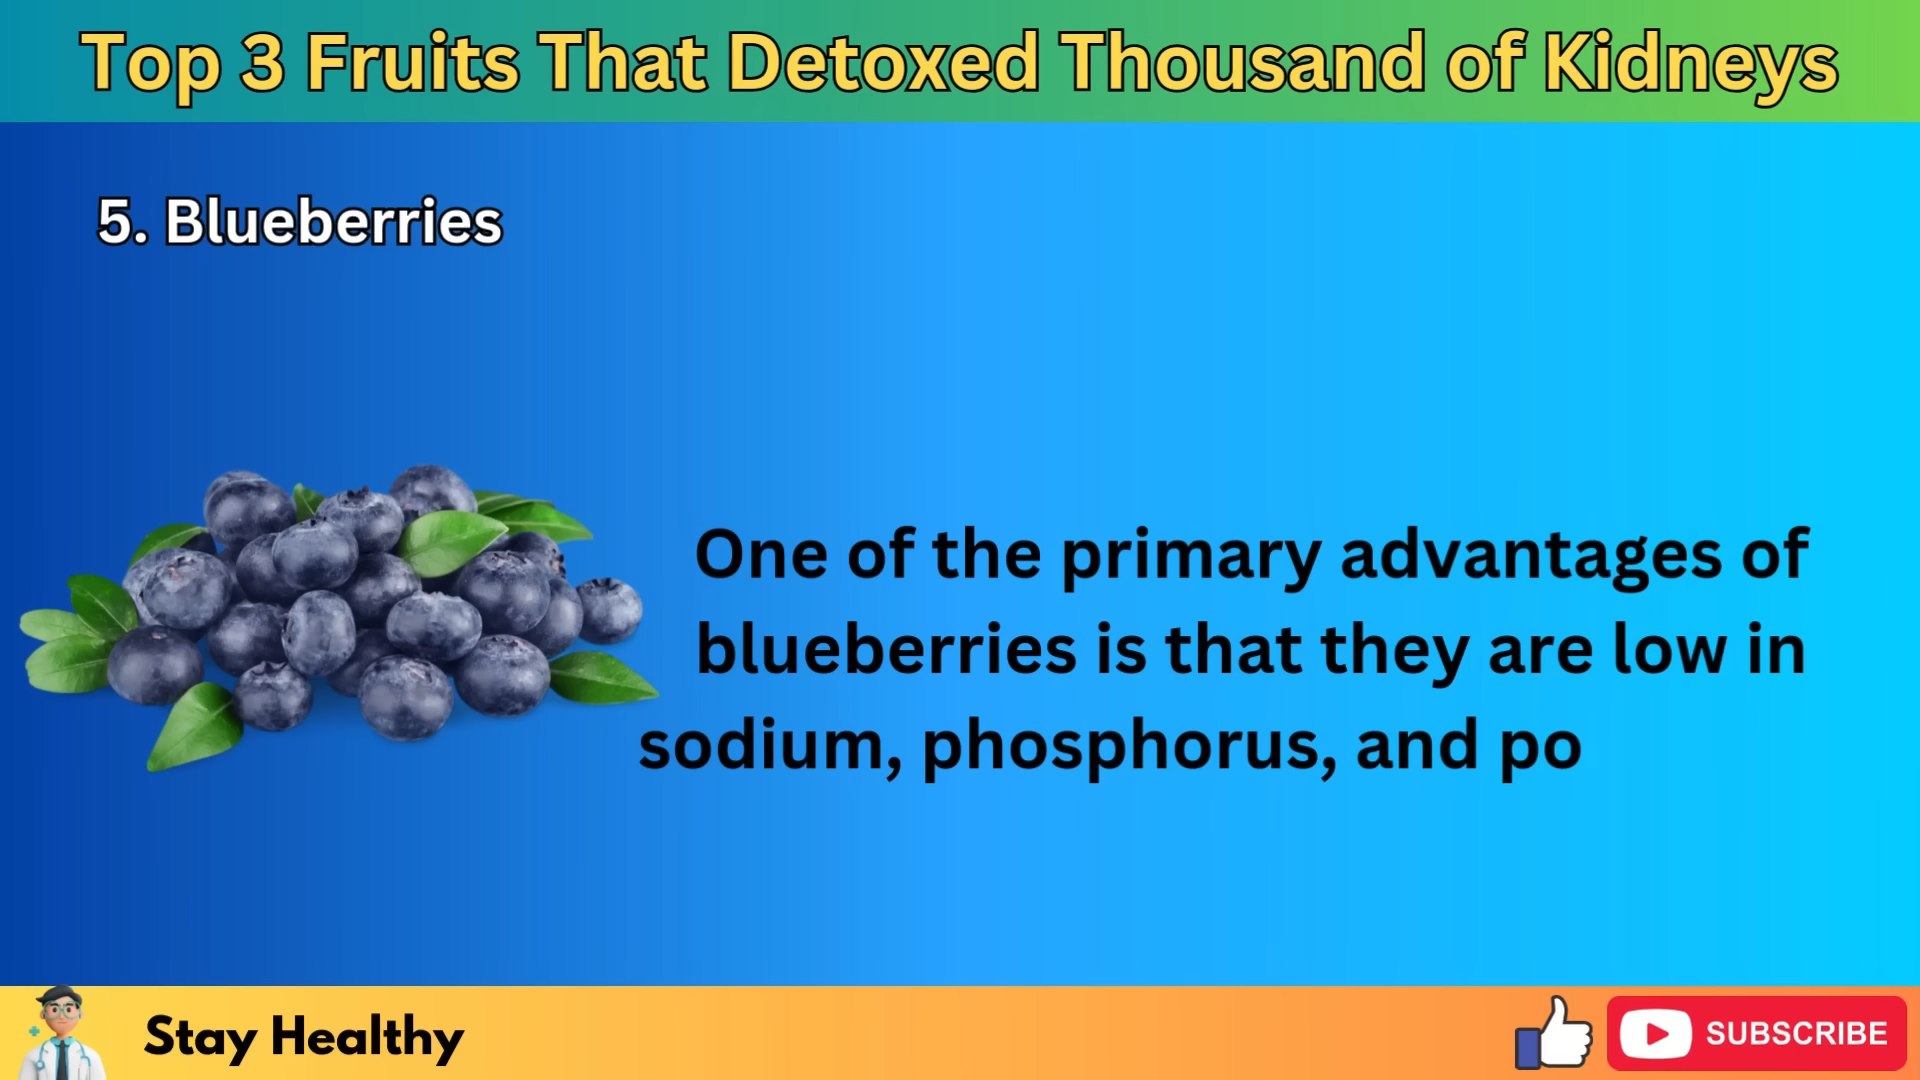 Top 3 Fruits That Detoxed Thousand of Kidneys
5. Blueberries
One of the primary advantages of
blueberries is that they are low in
sodium, phosphorus, and po
Stay Healthy
SUBSCRIBE